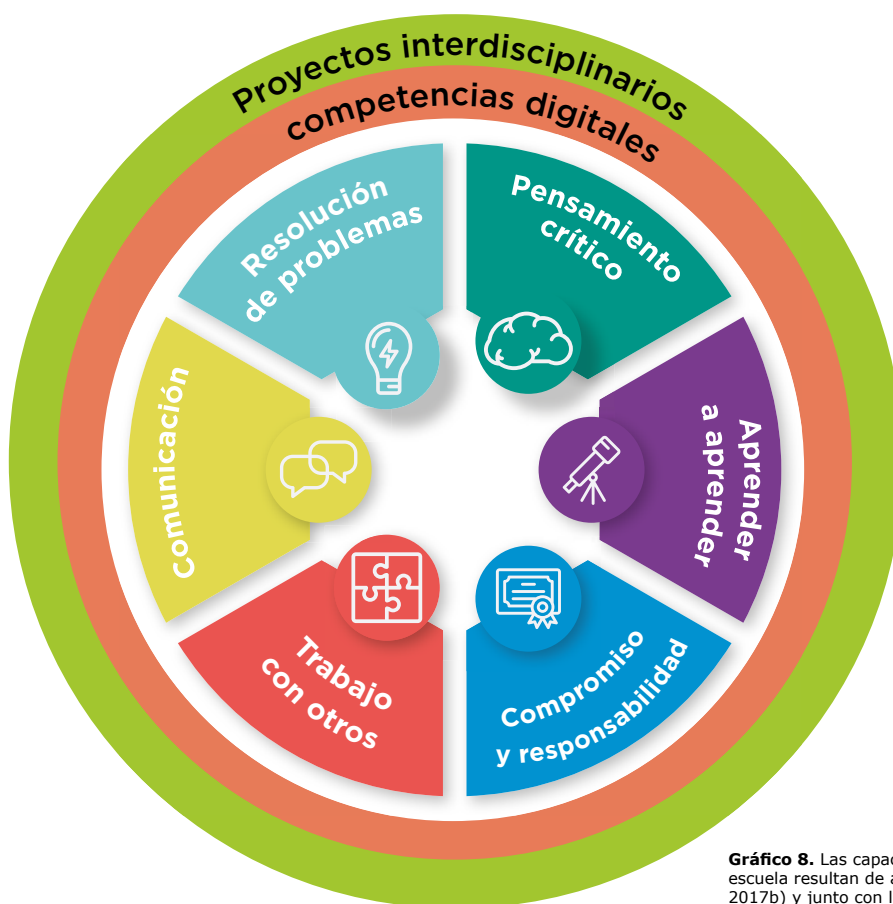 Proyectos interdisciplinarios
competencias digitales
Resolución
de problemas
Pensamiento
crítico
Comunicación
Aprender
a aprender
Trabajo
con otros
Compromiso
y responsabilidad
Gráfico 8. Las capac
escuela resultan de a
2017b) y junto con l